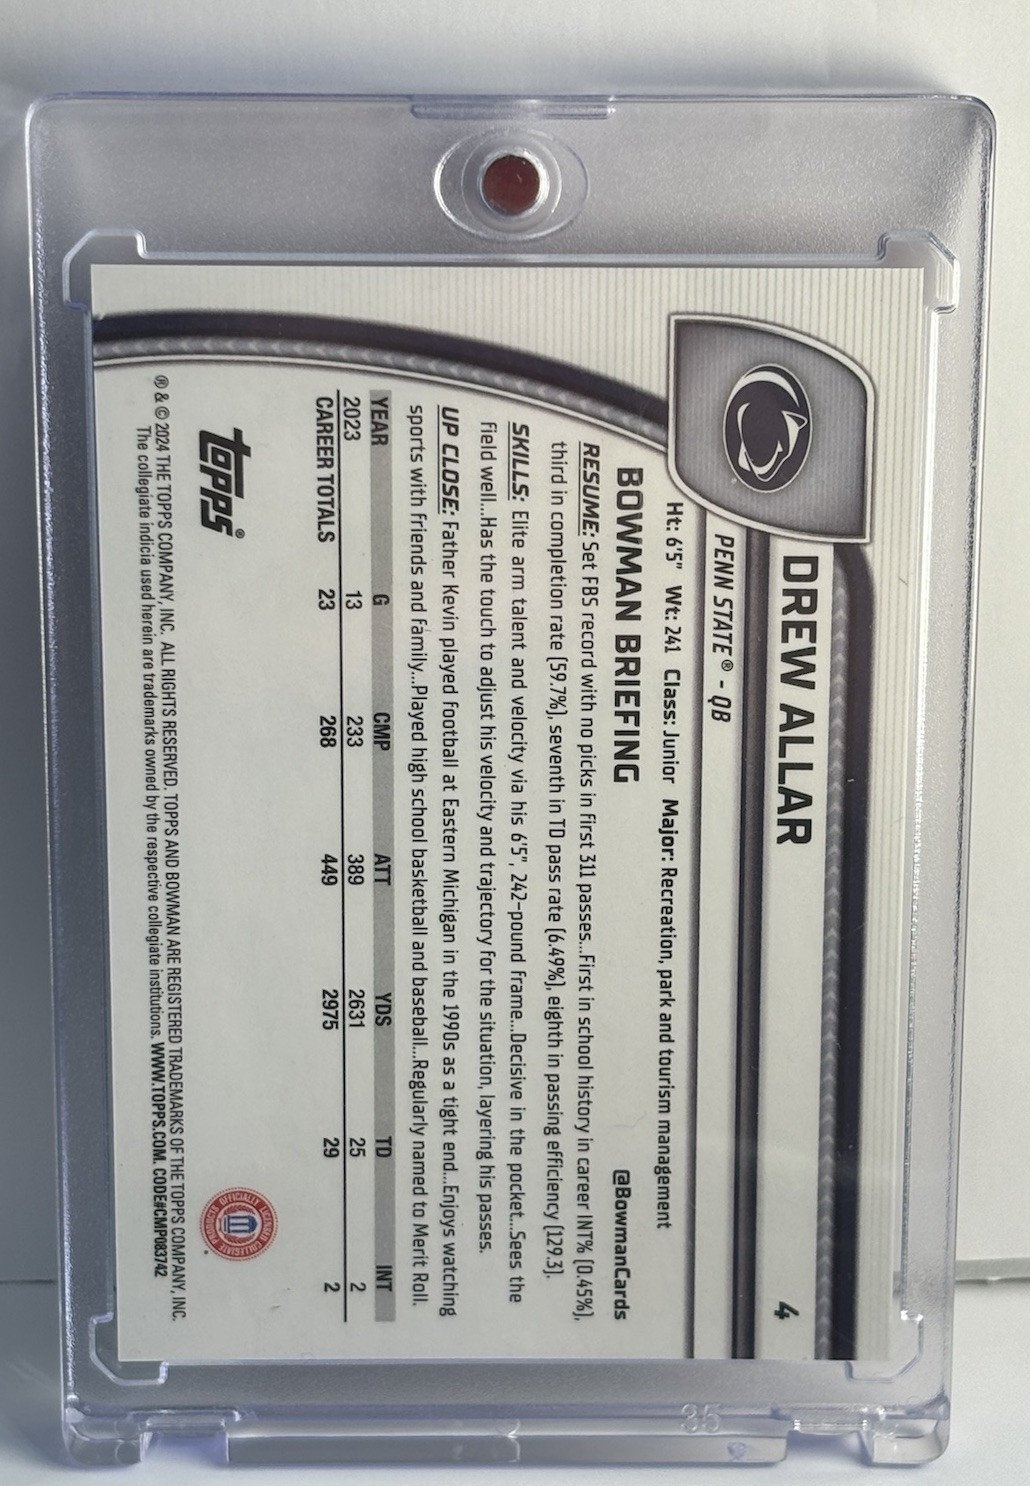 DREW ALLAR
4
PENN STATE® - QB
Ht: 6'5" Wt: 241 Class: Junior Major: Recreation, park and tourism management
BOWMAN BRIEFING
@BowmanCards
RESUME: Set FBS record with no picks in first 311 passes...First in school history in career INT% (0.45%),
third in completion rate (59.7%), seventh in TD pass rate (6.49%), eighth in passing efficiency (129.3).
SKILLS: Elite arm talent and velocity via his 6'5", 242-pound frame...Decisive in the pocket...Sees the
field well...Has the touch to adjust his velocity and trajectory for the situation, layering his passes.
UP CLOSE: Father Kevin played football at Eastern Michigan in the 1990s as a tight end...Enjoys watching
sports with friends and family...Played high school basketball and baseball...Regularly named to Merit Roll.
YEAR G CMP ATT YDS TD INT
2023 13 233 389 2631 25 2
CAREER TOTALS 23 268 449 2975 29 2
topps®
OFFICIALLY LICENSED COLLEGIATE PRODUCTS
® & © 2024 THE TOPPS COMPANY, INC. ALL RIGHTS RESERVED. TOPPS AND BOWMAN ARE REGISTERED TRADEMARKS OF THE TOPPS COMPANY, INC.
The collegiate indicia used herein are trademarks owned by the respective collegiate institutions. WWW.TOPPS.COM. CODE#CMP083742
35